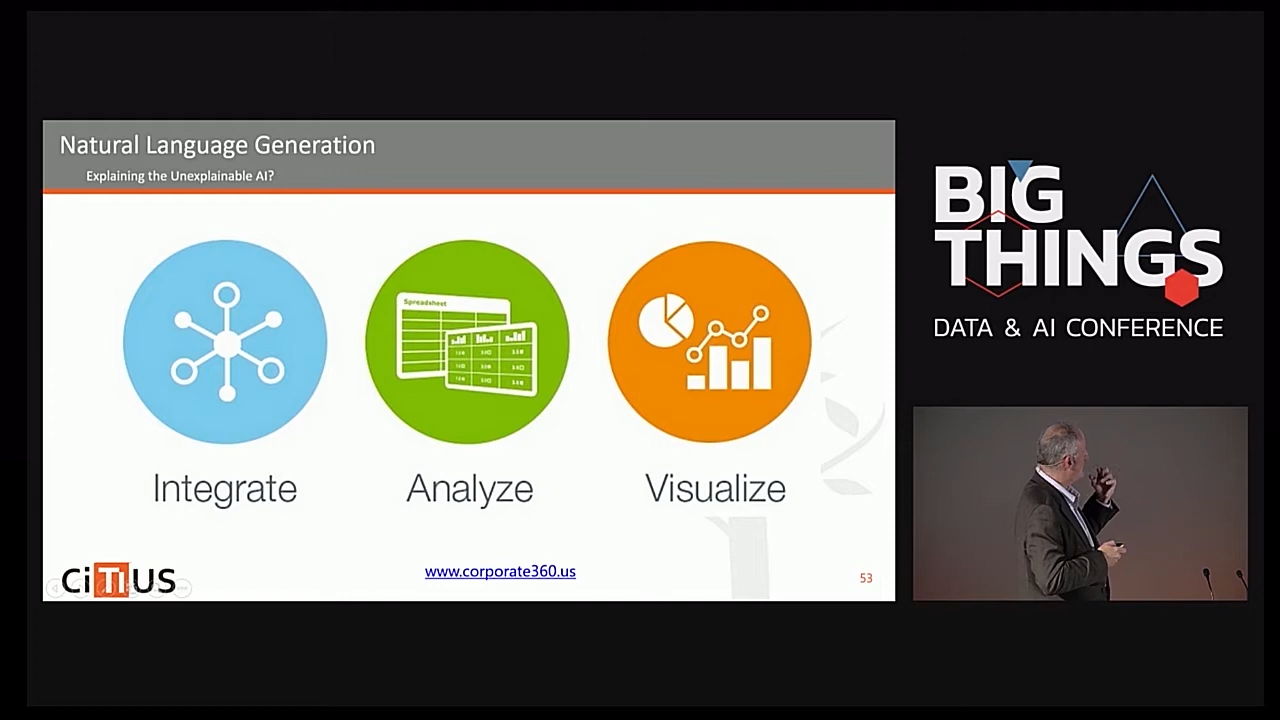 Natural Language Generation
Explaining the Unexplainable AI?
Spreadsheet
Integrate
Analyze
Visualize
www.corporate360.us
CiTIUS
53
BIG
THINGS
DATA & AI CONFERENCE